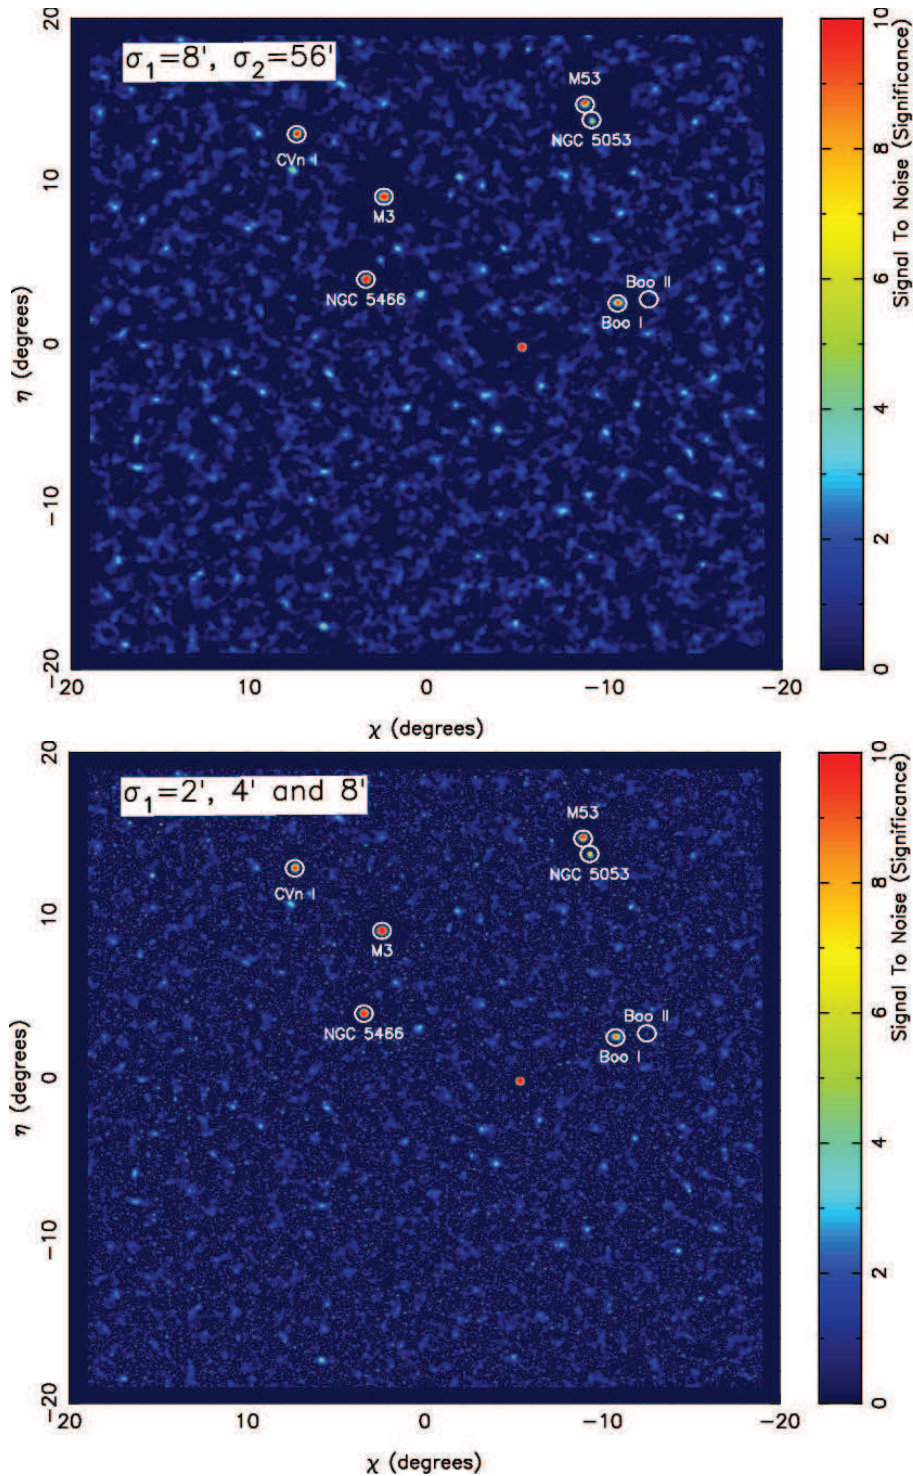 σ1=8', σ2=56'
M53
NGC 5053
CVn I
M3
NGC 5466
Boo II
Boo I
20
10
0
−10
−20
η (degrees)
20
10
0
−10
−20
χ (degrees)
10
8
6
4
2
0
Signal To Noise (Significance)
σ1=2', 4' and 8'
M53
NGC 5053
CVn I
M3
NGC 5466
Boo II
Boo I
20
10
0
−10
−20
η (degrees)
20
10
0
−10
−20
χ (degrees)
10
8
6
4
2
0
Signal To Noise (Significance)